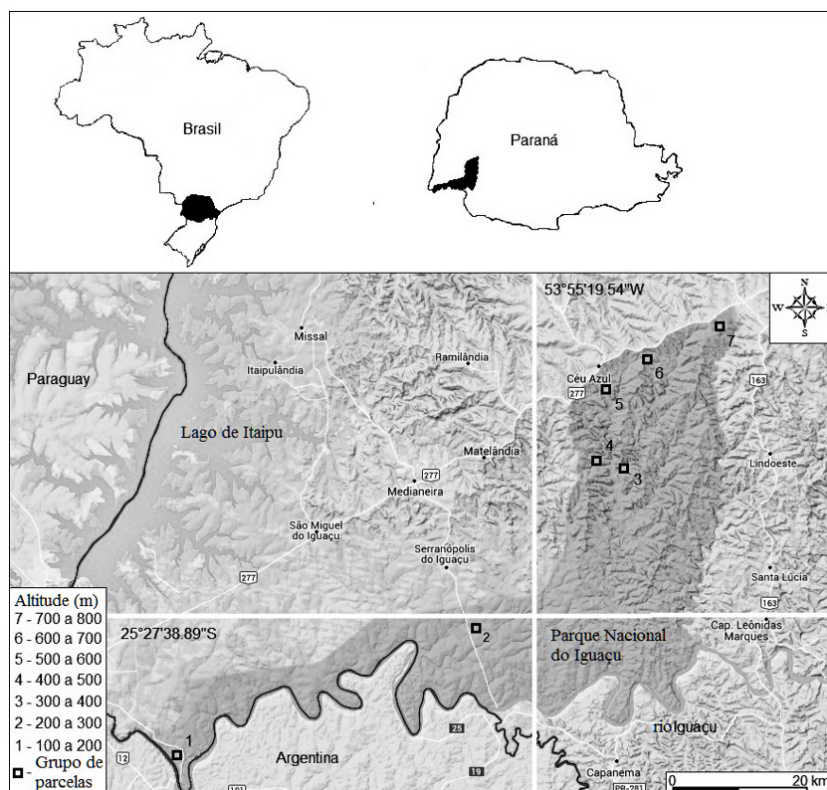 Brasil
Paraná
53°55'19.54"W
N
W
E
S
Missal
Itaipulândia
Ramilândia
Céu Azul
277
7
6
5
163
Paraguay
Lago de Itaipu
4
3
Matelândia
277
Medianeira
Lindoeste
São Miguel
do Iguaçu
Serranópolis
do Iguaçu
277
Santa Lúcia
163
Altitude (m)
7 - 700 a 800
6 - 600 a 700
5 - 500 a 600
4 - 400 a 500
3 - 300 a 400
2 - 200 a 300
1 - 100 a 200
- Grupo de
parcelas
25°27'38.89"S
2
Parque Nacional
do Iguaçu
Cap. Leônidas
Marques
1
12
Argentina
25
19
101
rio Iguaçu
Capanema
PR-281
0
20 km